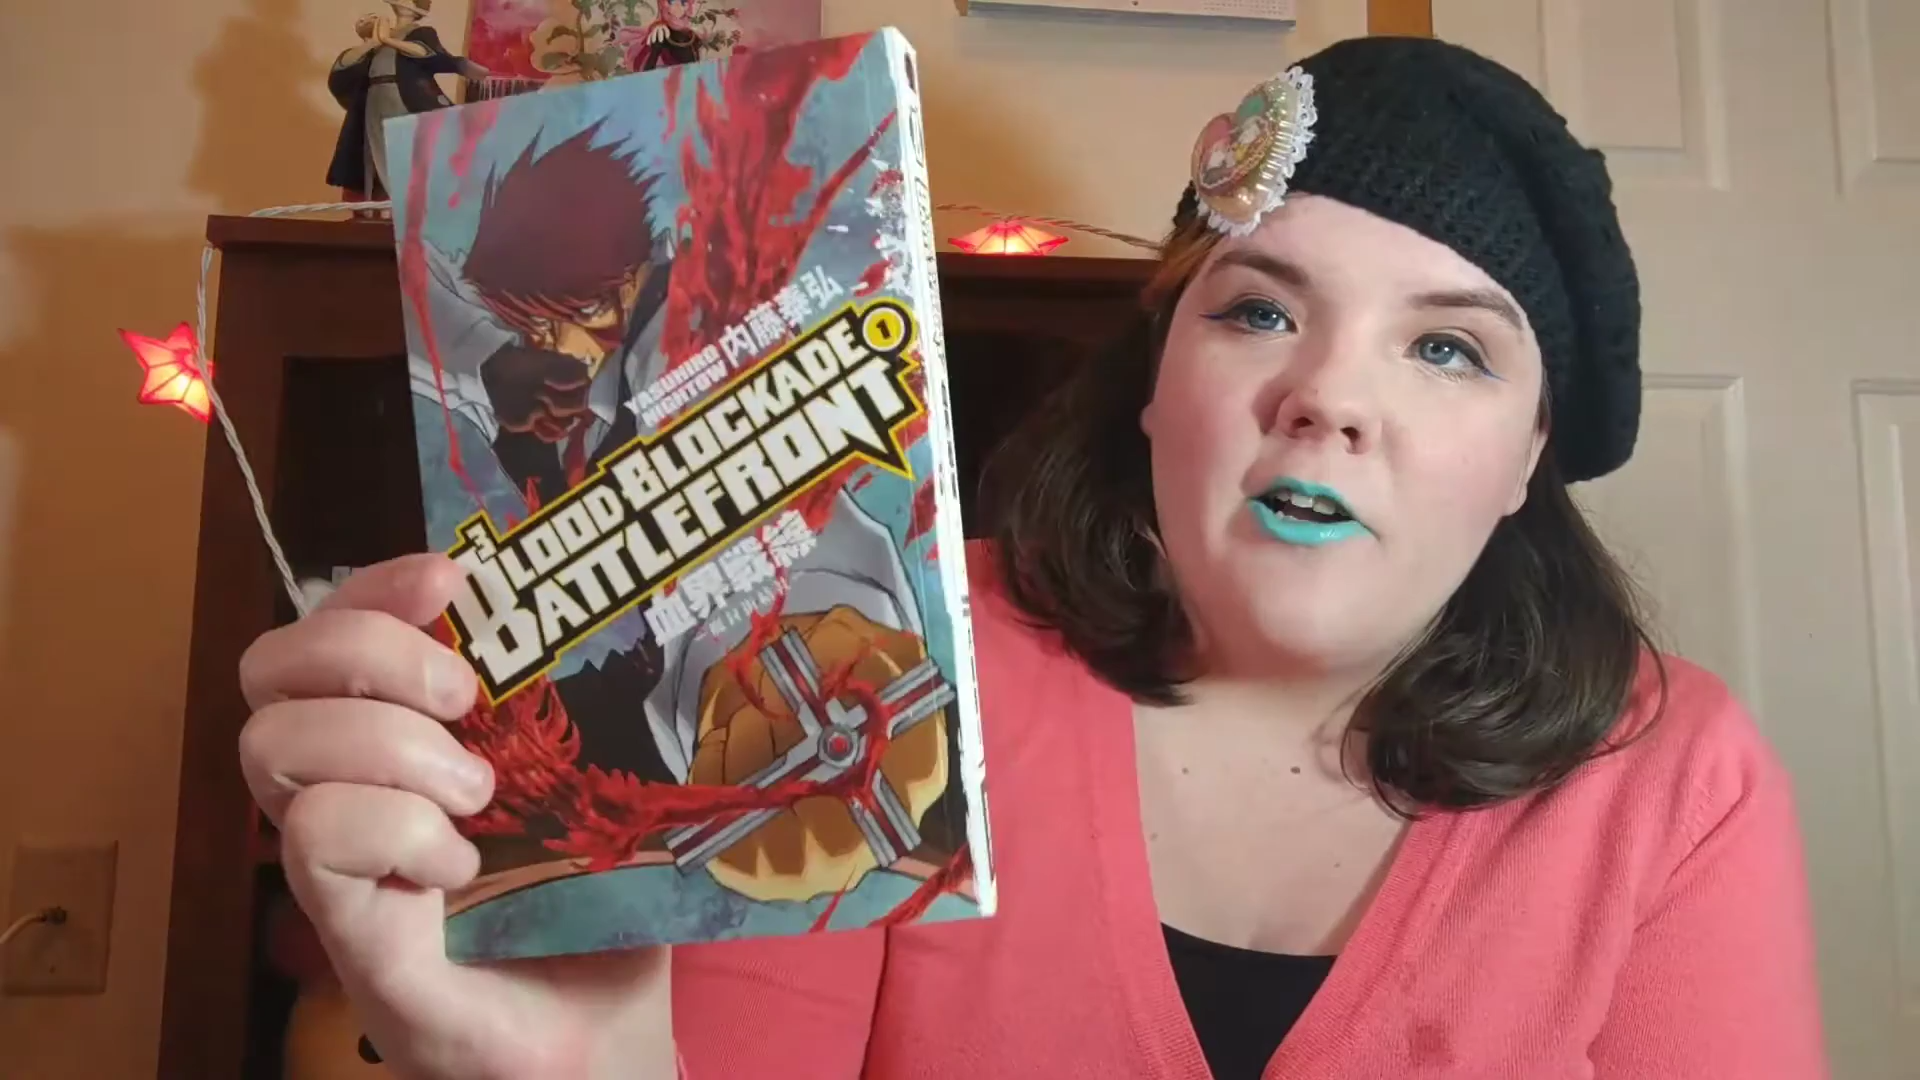 内藤泰弘
YASUHIRO
NIGHTOW
1
BLOOD BLOCKADE
BATTLEFRONT
血界戦線